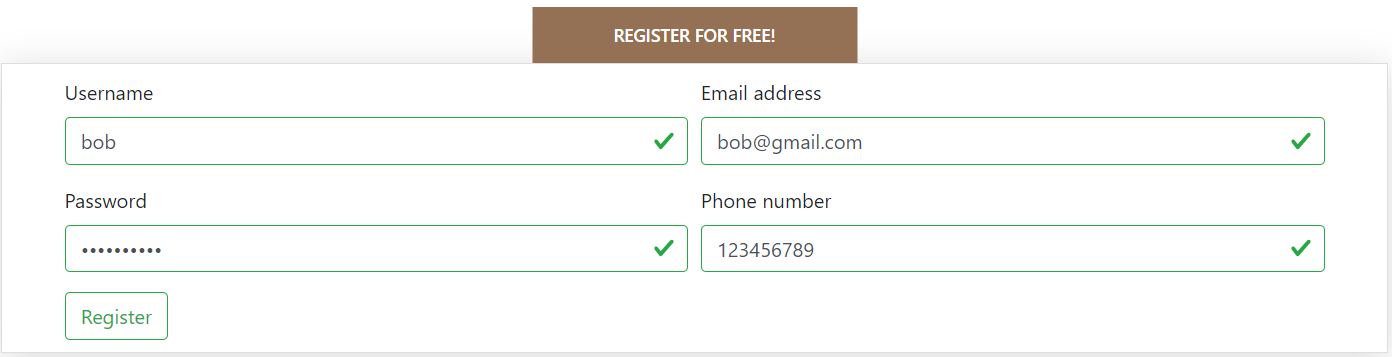 REGISTER FOR FREE!
Username
Email address
bob
bob@gmail.com
Password
Phone number
••••••••••
123456789
Register